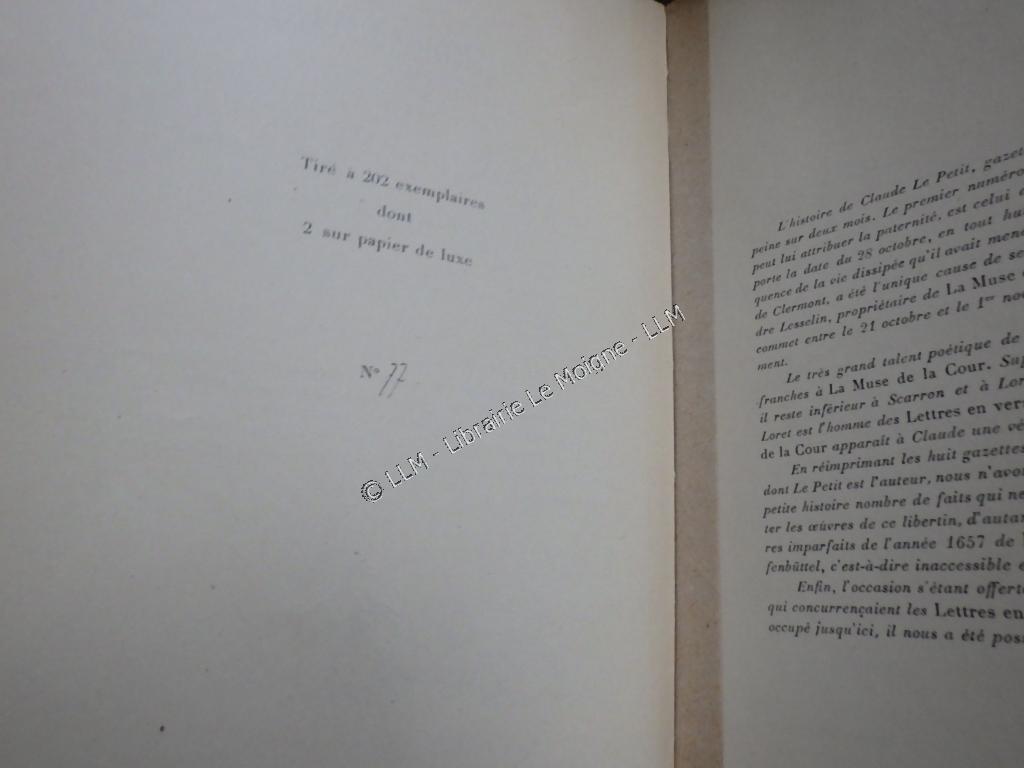 Tiré à 202 exemplaires
dont
2 sur papier de luxe
N° 77
© LLM - Librairie Le Moigne - LLM
L'histoire de Claude Le Petit, gazet
peine sur deux mois. Le premier numéro
peut lui attribuer la paternité, est celui
porte la date du 28 octobre, en tout hu
quence de la vie dissipée qu'il avait men
de Clermont, a été l'unique cause de se
dre Lesselin, propriétaire de La Muse
commet entre le 21 octobre et le 1er no
ment.
Le très grand talent poétique de
franches à La Muse de la Cour. Su
il reste inférieur à Scarron et à Lor
Loret est l'homme des Lettres en ver
de la Cour apparaît à Claude une vé
En réimprimant les huit gazettes
dont Le Petit est l'auteur, nous n'avo
petite histoire nombre de faits qui ne
ter les œuvres de ce libertin, d'autan
res imparfaits de l'année 1657 de
fenbüttel, c'est-à-dire inaccessible
Enfin, l'occasion s'étant offert
qui concurrençaient les Lettres en
occupé jusqu'ici, il nous a été poss